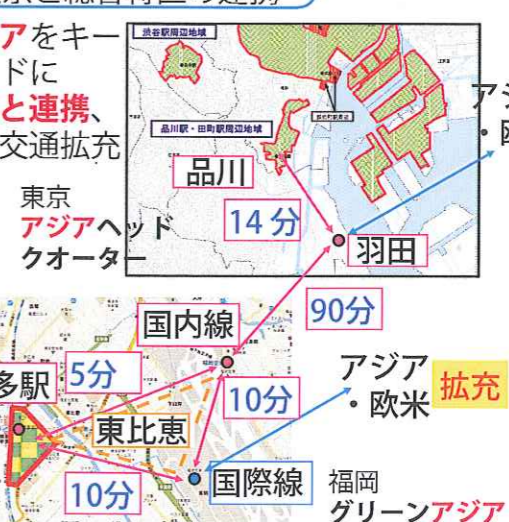 アをキー
ドに
と連携、
交通拡充
渋谷駅周辺地域
品川駅・田町駅周辺地域
品川
14分
羽田
東京
アジアヘッド
クオーター
90分
国内線
5分
多駅
東比恵
10分
10分
国際線
アジア
・欧米
拡充
福岡
グリーンアジア